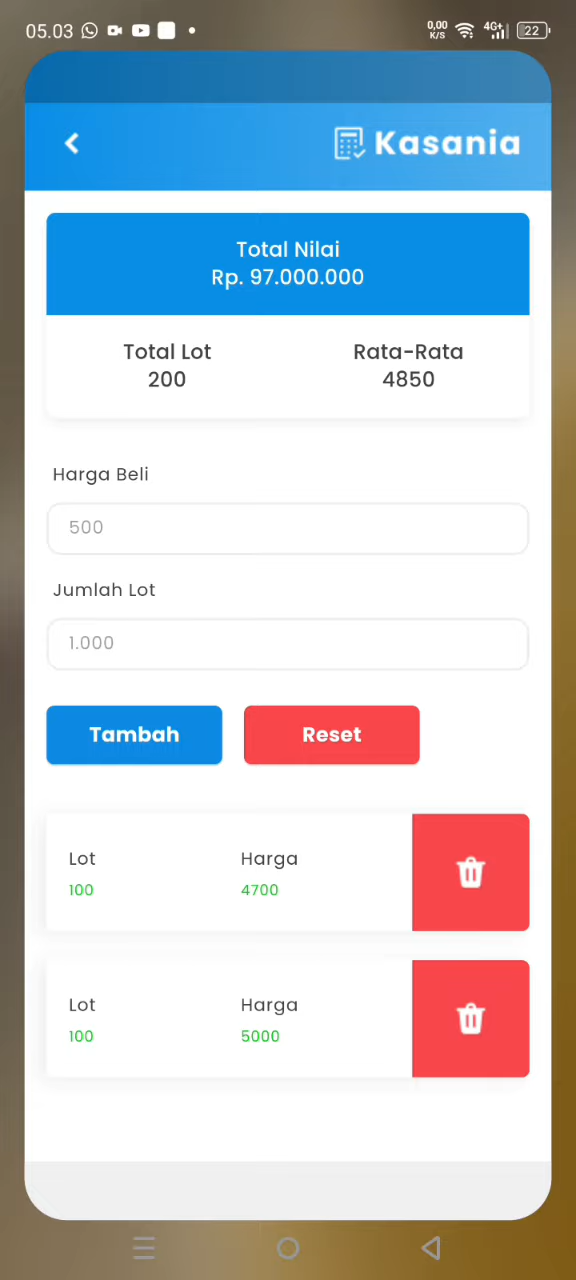 05.03
0,00
K/S
4G+
22
Kasania
Total Nilai
Rp. 97.000.000
Total Lot
200
Rata-Rata
4850
Harga Beli
500
Jumlah Lot
1.000
Tambah
Reset
Lot
Harga
100
4700
Lot
Harga
100
5000